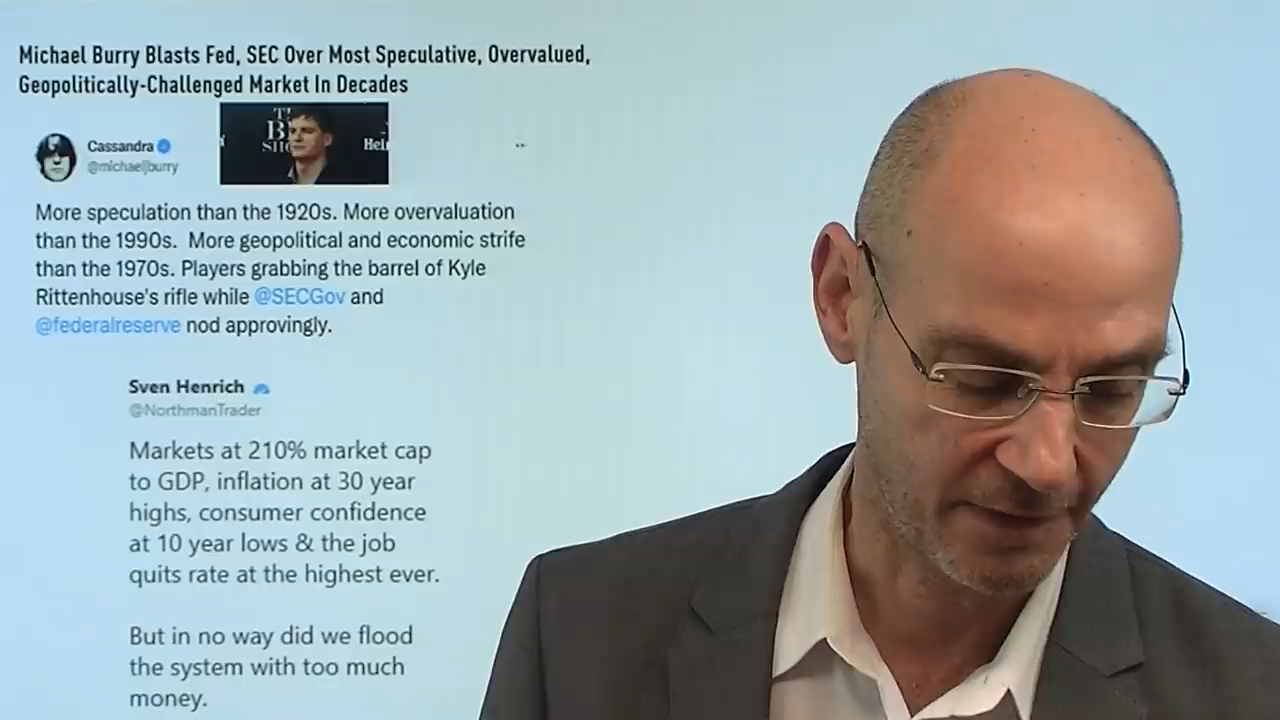 Michael Burry Blasts Fed, SEC Over Most Speculative, Overvalued,
Geopolitically-Challenged Market In Decades
Cassandra
@michaeljburry
More speculation than the 1920s. More overvaluation
than the 1990s. More geopolitical and economic strife
than the 1970s. Players grabbing the barrel of Kyle
Rittenhouse's rifle while @SECGov and
@federalreserve nod approvingly.
Sven Henrich
@NorthmanTrader
Markets at 210% market cap
to GDP, inflation at 30 year
highs, consumer confidence
at 10 year lows & the job
quits rate at the highest ever.
But in no way did we flood
the system with too much
money.